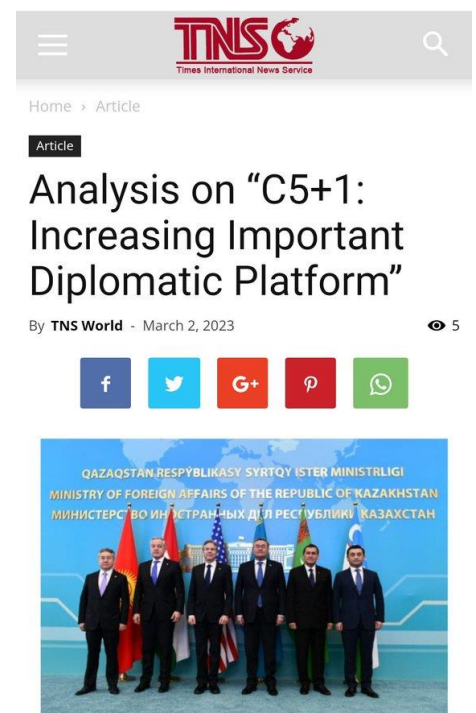 TNS
Times International News Service
Home › Article
Article
Analysis on “C5+1:
Increasing Important
Diplomatic Platform”
By TNS World - March 2, 2023 5
f G+
QAZAQSTAN RESPÝBLIKASY SYRTQY ISTER MINISTRLIGI
MINISTRY OF FOREIGN AFFAIRS OF THE REPUBLIC OF KAZAKHSTAN
МИНИСТЕРСТВО ИНОСТРАННЫХ ДЕЛ РЕСПУБЛИКИ КАЗАХСТАН